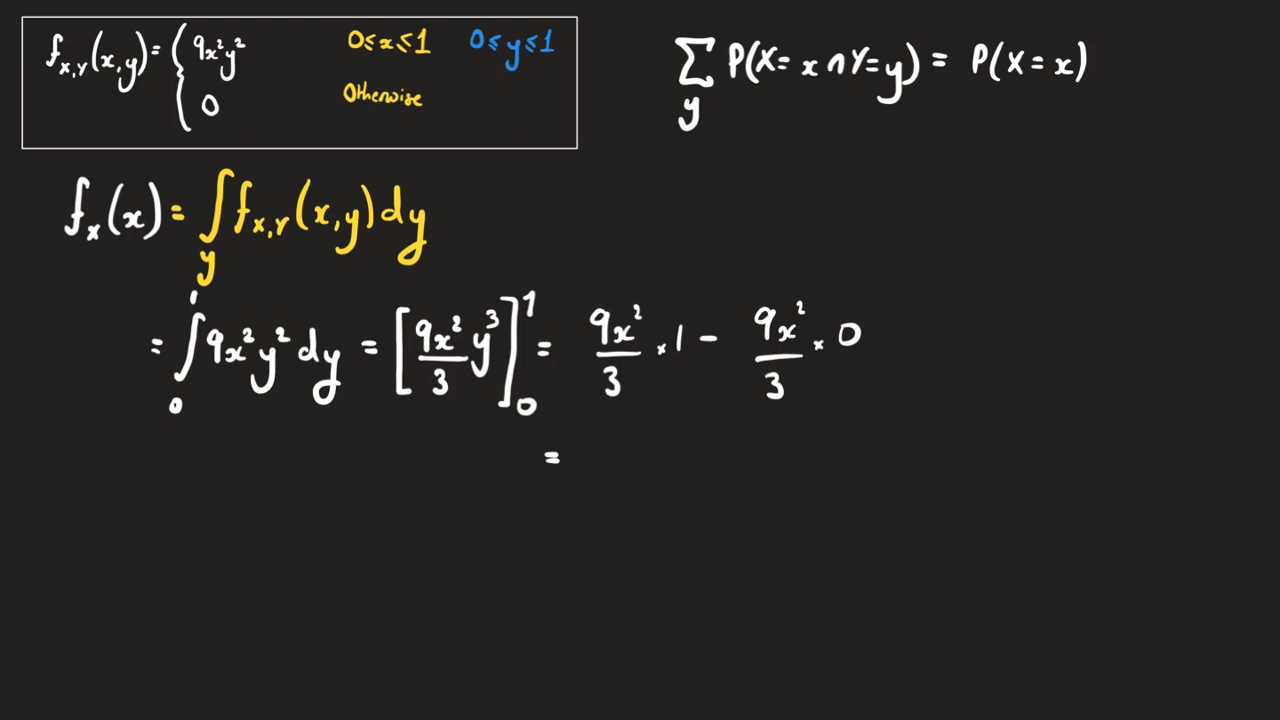 f_{X,Y}(x,y) = { 9x²y²   0≤x≤1   0≤y≤1
0   Otherwise
∑_y P(X=x ∩ Y=y) = P(X=x)
f_x(x) = ∫_y f_{X,Y}(x,y) dy
= ∫_0^1 9x²y² dy = [9x²/3 y³]_0^1 = 9x²/3 × 1 − 9x²/3 × 0
=